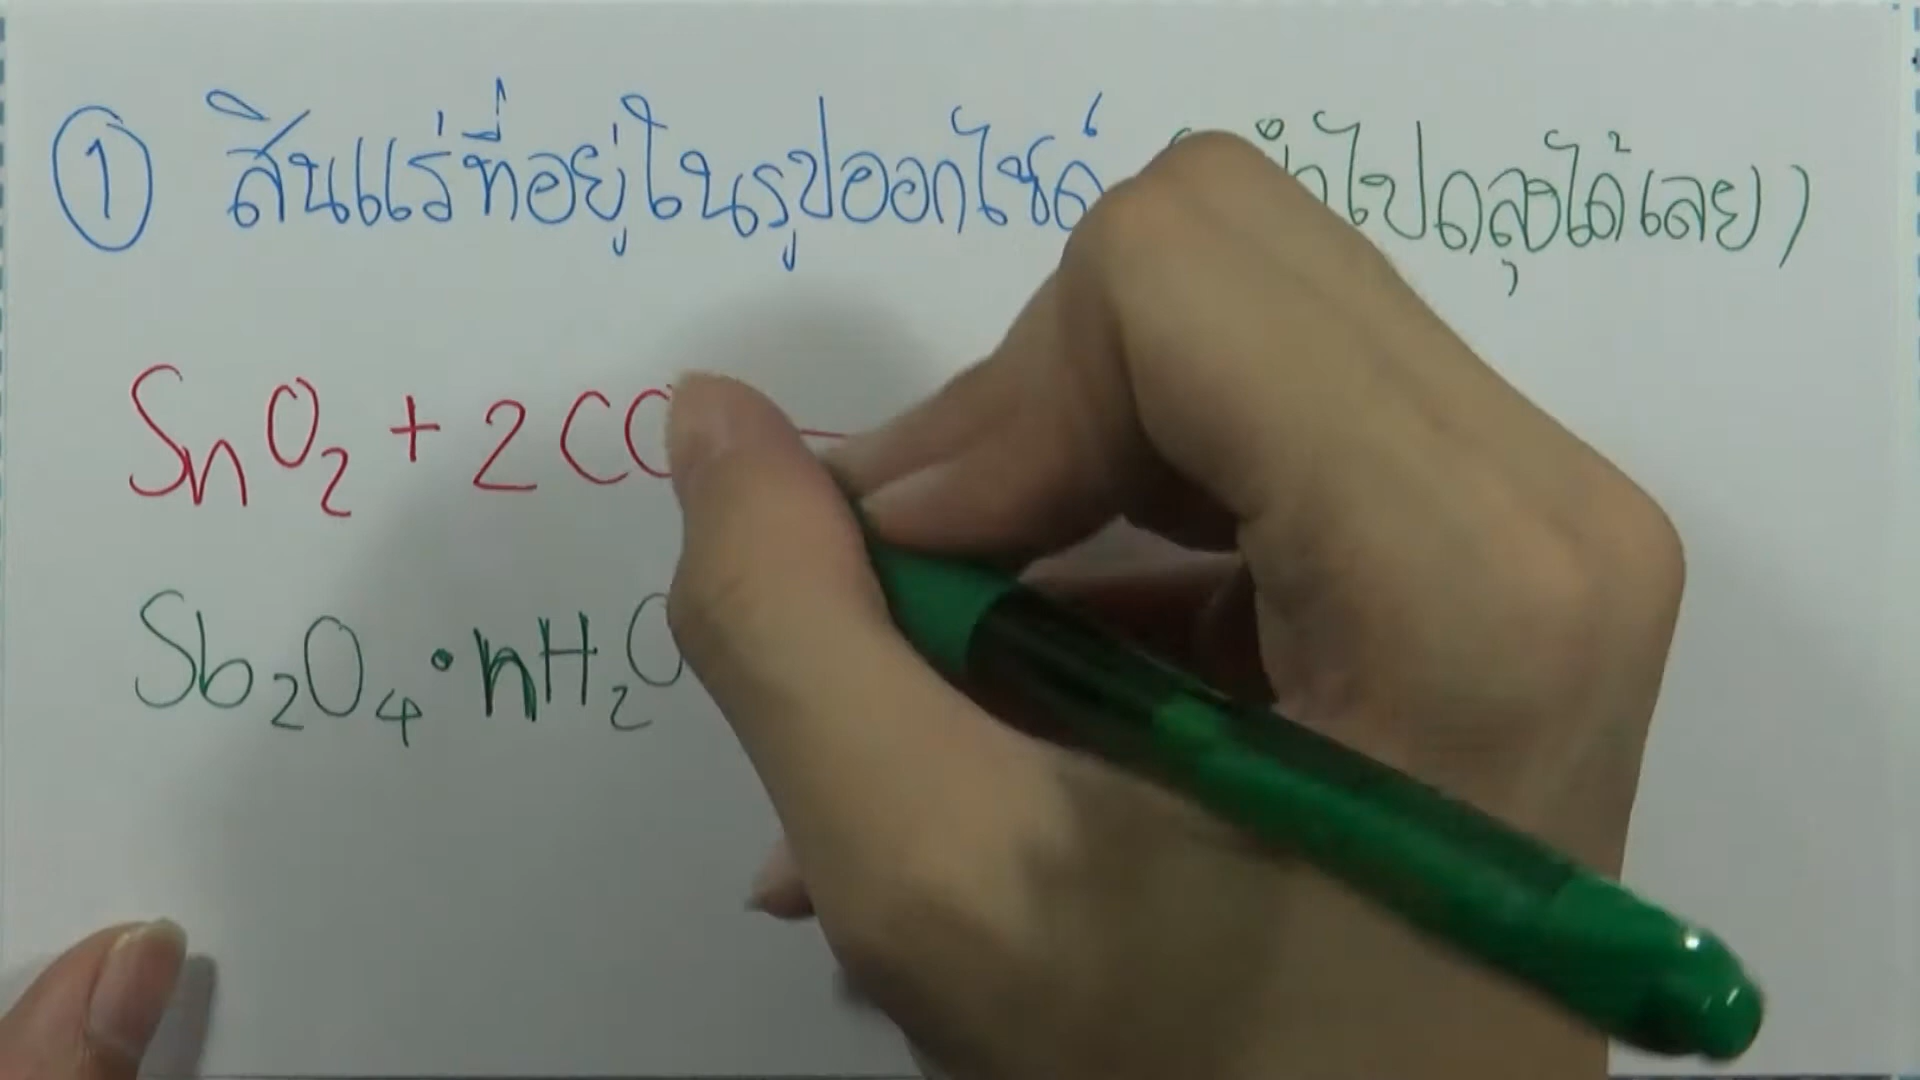 ① สินแร่ที่อยู่ในรูปออกไซด์ ไปถลุงได้เลย)
SnO₂ + 2CO
Sb₂O₄·nH₂O